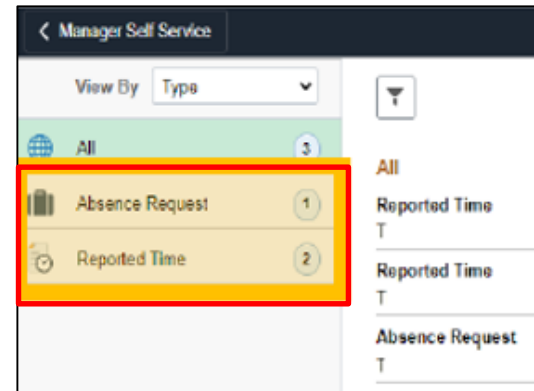 Manager Self Service
View By Type
All 3
Absence Request 1
Reported Time 2
All
Reported Time
T
Reported Time
T
Absence Request
T